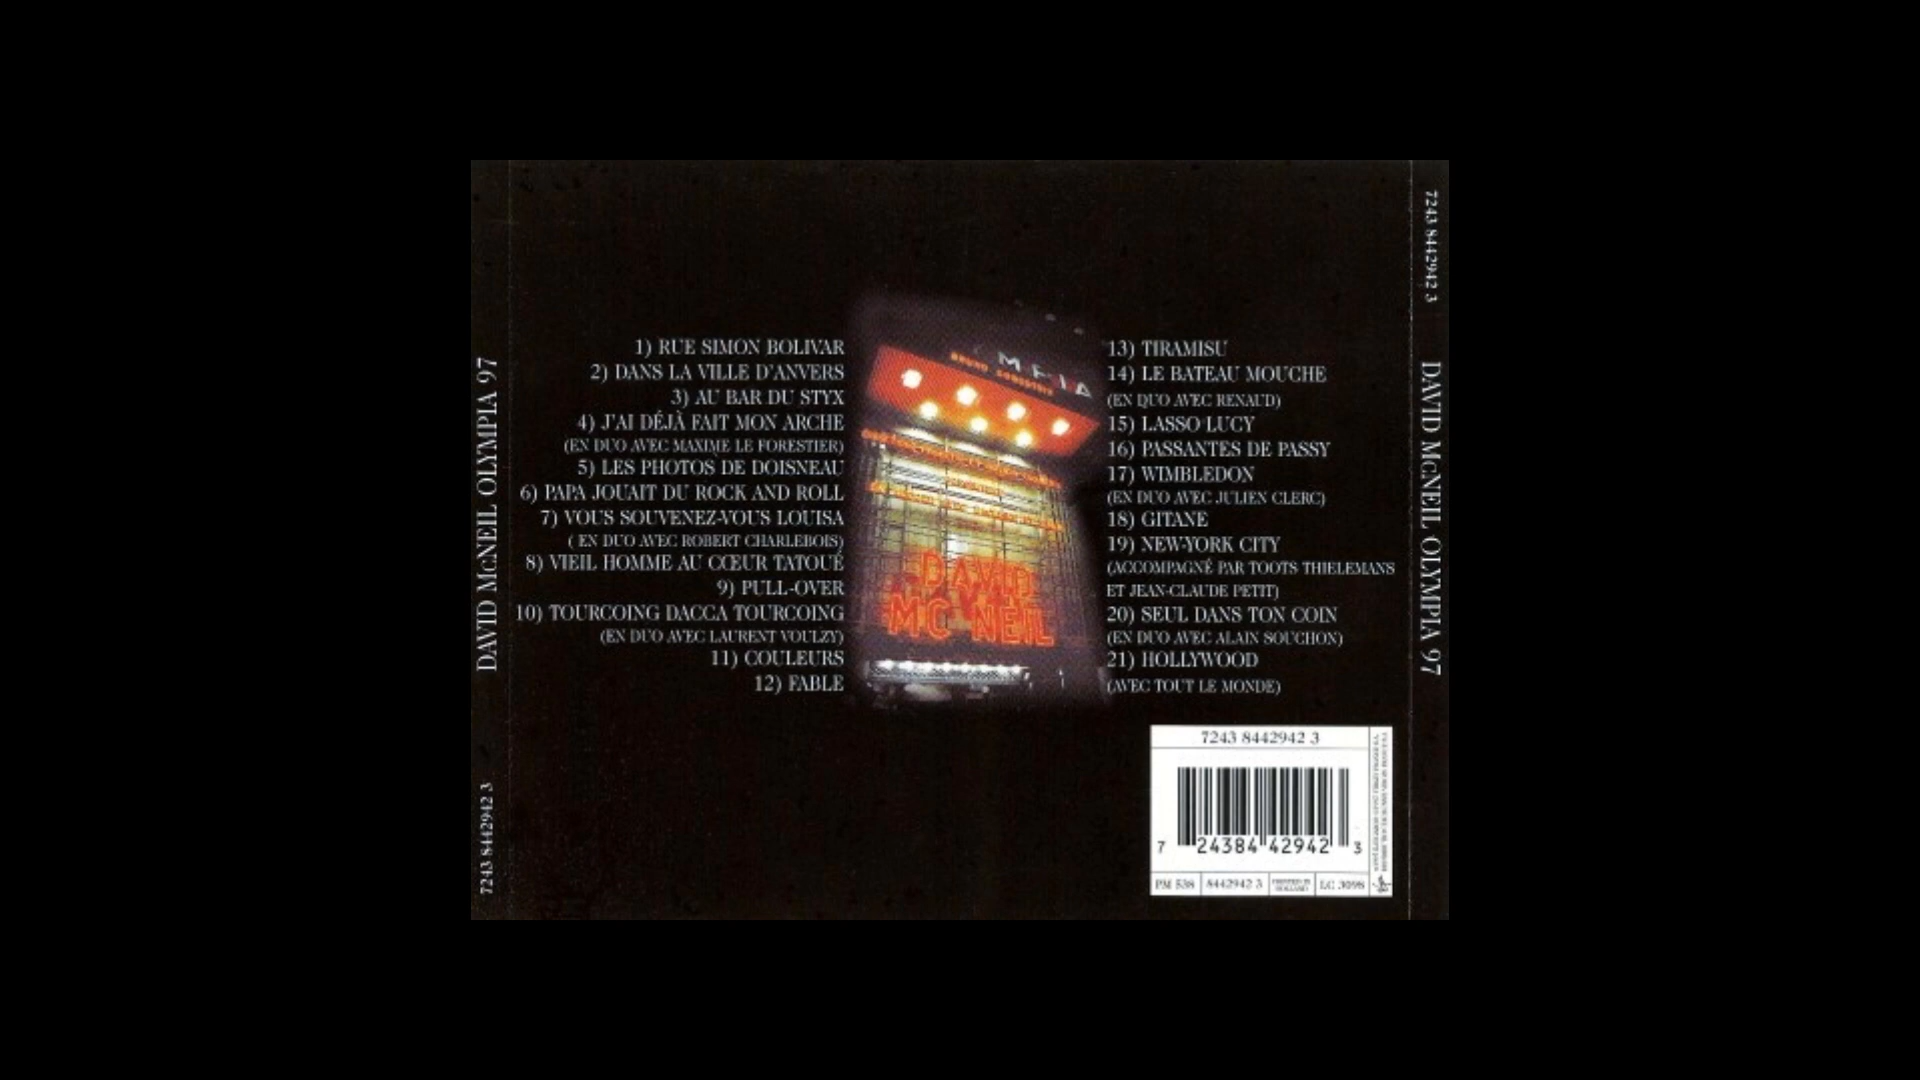 DAVID McNEIL OLYMPIA 97
7243 8442942 3
1) RUE SIMON BOLIVAR
2) DANS LA VILLE D'ANVERS
3) AU BAR DU STYX
4) J'AI DÉJÀ FAIT MON ARCHE
(EN DUO AVEC MAXIME LE FORESTIER)
5) LES PHOTOS DE DOISNEAU
6) PAPA JOUAIT DU ROCK AND ROLL
7) VOUS SOUVENEZ-VOUS LOUISA
( EN DUO AVEC ROBERT CHARLEBOIS)
8) VIEIL HOMME AU CŒUR TATOUÉ
9) PULL-OVER
10) TOURCOING DACCA TOURCOING
(EN DUO AVEC LAURENT VOULZY)
11) COULEURS
12) FABLE
MPIA
DAVID
MC NEIL
13) TIRAMISU
14) LE BATEAU MOUCHE
(EN QUO AVEC RENAUD)
15) LASSO LUCY
16) PASSANTES DE PASSY
17) WIMBLEDON
(EN DUO AVEC JULIEN CLERC)
18) GITANE
19) NEW-YORK CITY
(ACCOMPAGNÉ PAR TOOTS THIELEMANS
ET JEAN-CLAUDE PETIT)
20) SEUL DANS TON COIN
(EN DUO AVEC ALAIN SOUCHON)
21) HOLLYWOOD
(AVEC TOUT LE MONDE)
7243 8442942 3
7 24384 42942 3
PM 538 8442942 3 PRINTED IN HOLLAND LC 3098
7243 8442942 3
DAVID McNEIL OLYMPIA 97